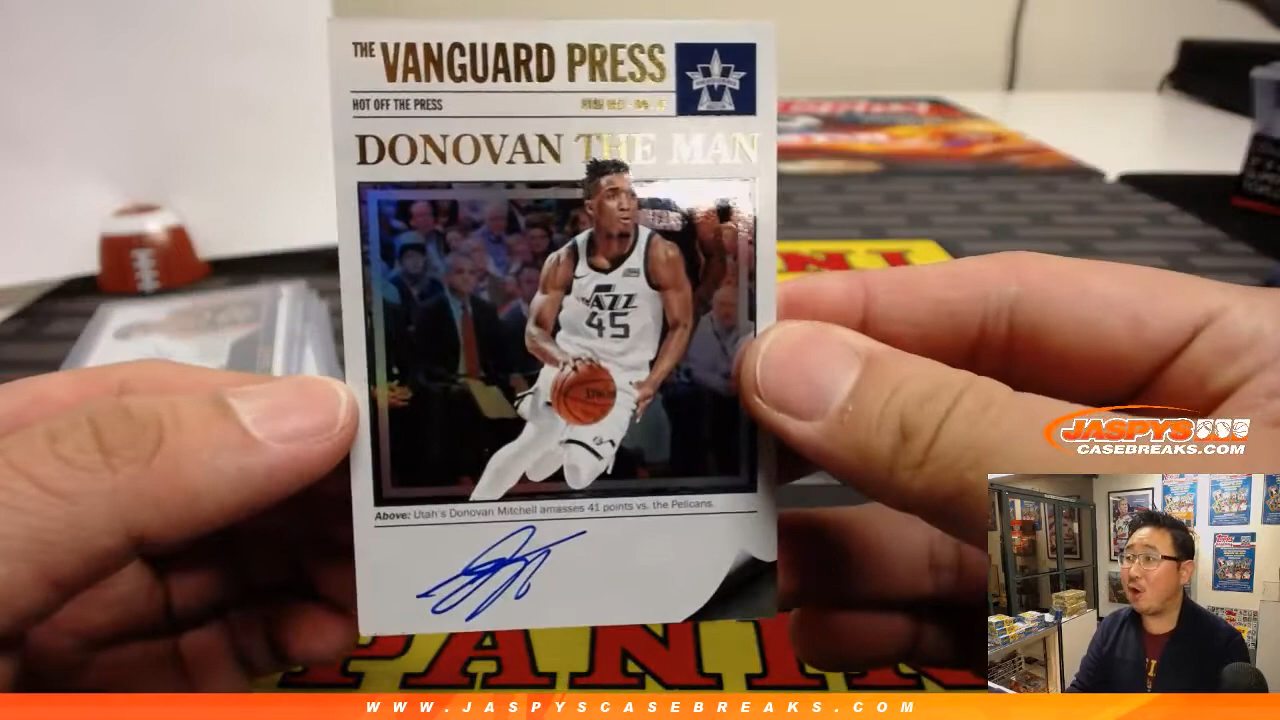 THE VANGUARD PRESS
HOT OFF THE PRESS
DONOVAN THE MAN
JAZZ
45
Above: Utah's Donovan Mitchell amasses 41 points vs. the Pelicans.
PANINI
JASPYS
CASEBREAKS.COM
WWW.JASPYSCASEBREAKS.COM